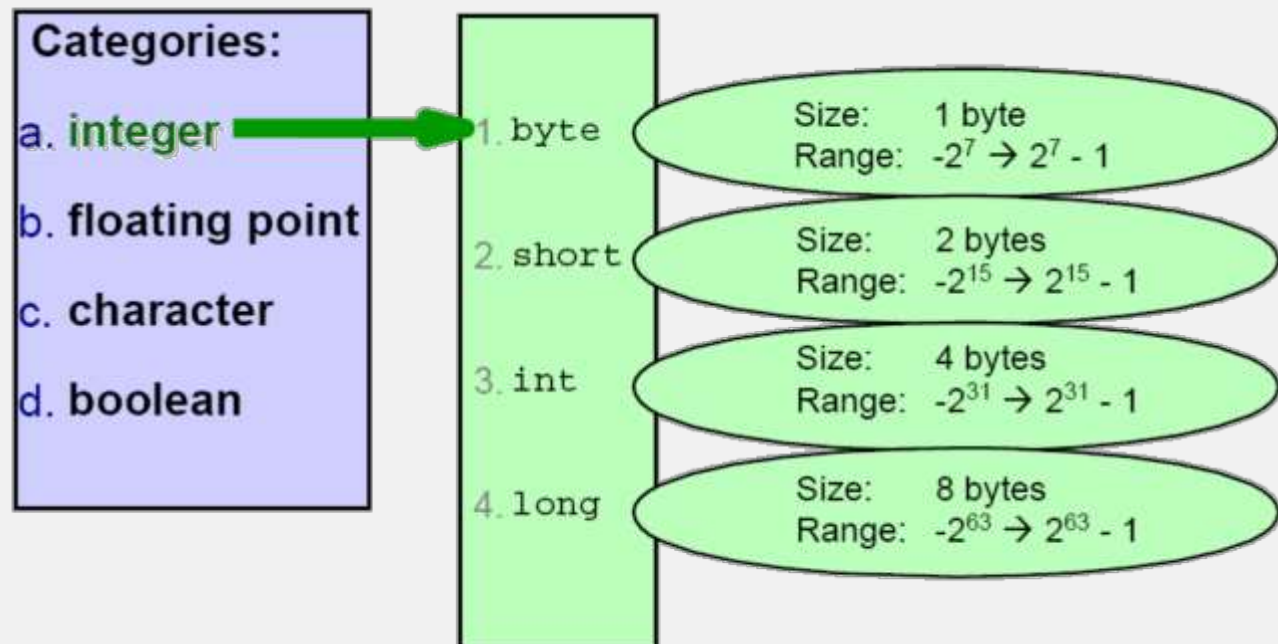 Categories:
a. integer
b. floating point
c. character
d. boolean
1. byte
Size: 1 byte
Range: -2⁷ → 2⁷ - 1
2. short
Size: 2 bytes
Range: -2¹⁵ → 2¹⁵ - 1
3. int
Size: 4 bytes
Range: -2³¹ → 2³¹ - 1
4. long
Size: 8 bytes
Range: -2⁶³ → 2⁶³ - 1